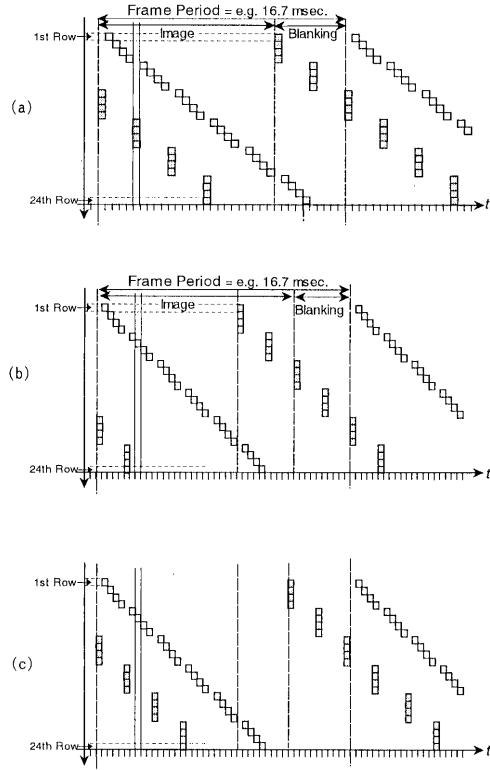 Frame Period = e.g. 16.7 msec.
Image
Blanking
1st Row
(a)
24th Row
t
Frame Period = e.g. 16.7 msec.
Image
Blanking
1st Row
(b)
24th Row
t
1st Row
(c)
24th Row
t